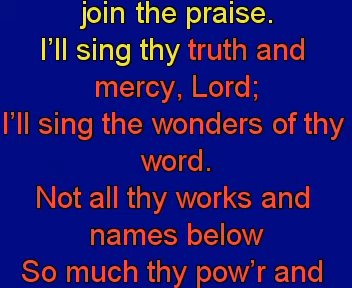 join the praise.
I'll sing thy truth and
mercy, Lord;
I'll sing the wonders of thy
word.
Not all thy works and
names below
So much thy pow'r and